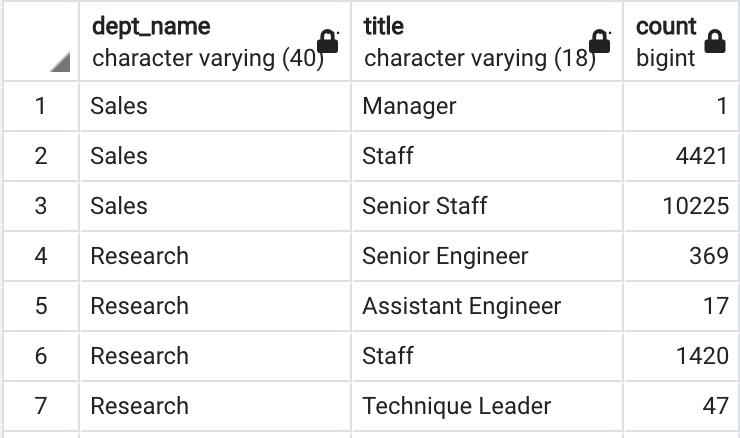 dept_name title count
character varying (40) character varying (18) bigint
1 Sales Manager 1
2 Sales Staff 4421
3 Sales Senior Staff 10225
4 Research Senior Engineer 369
5 Research Assistant Engineer 17
6 Research Staff 1420
7 Research Technique Leader 47